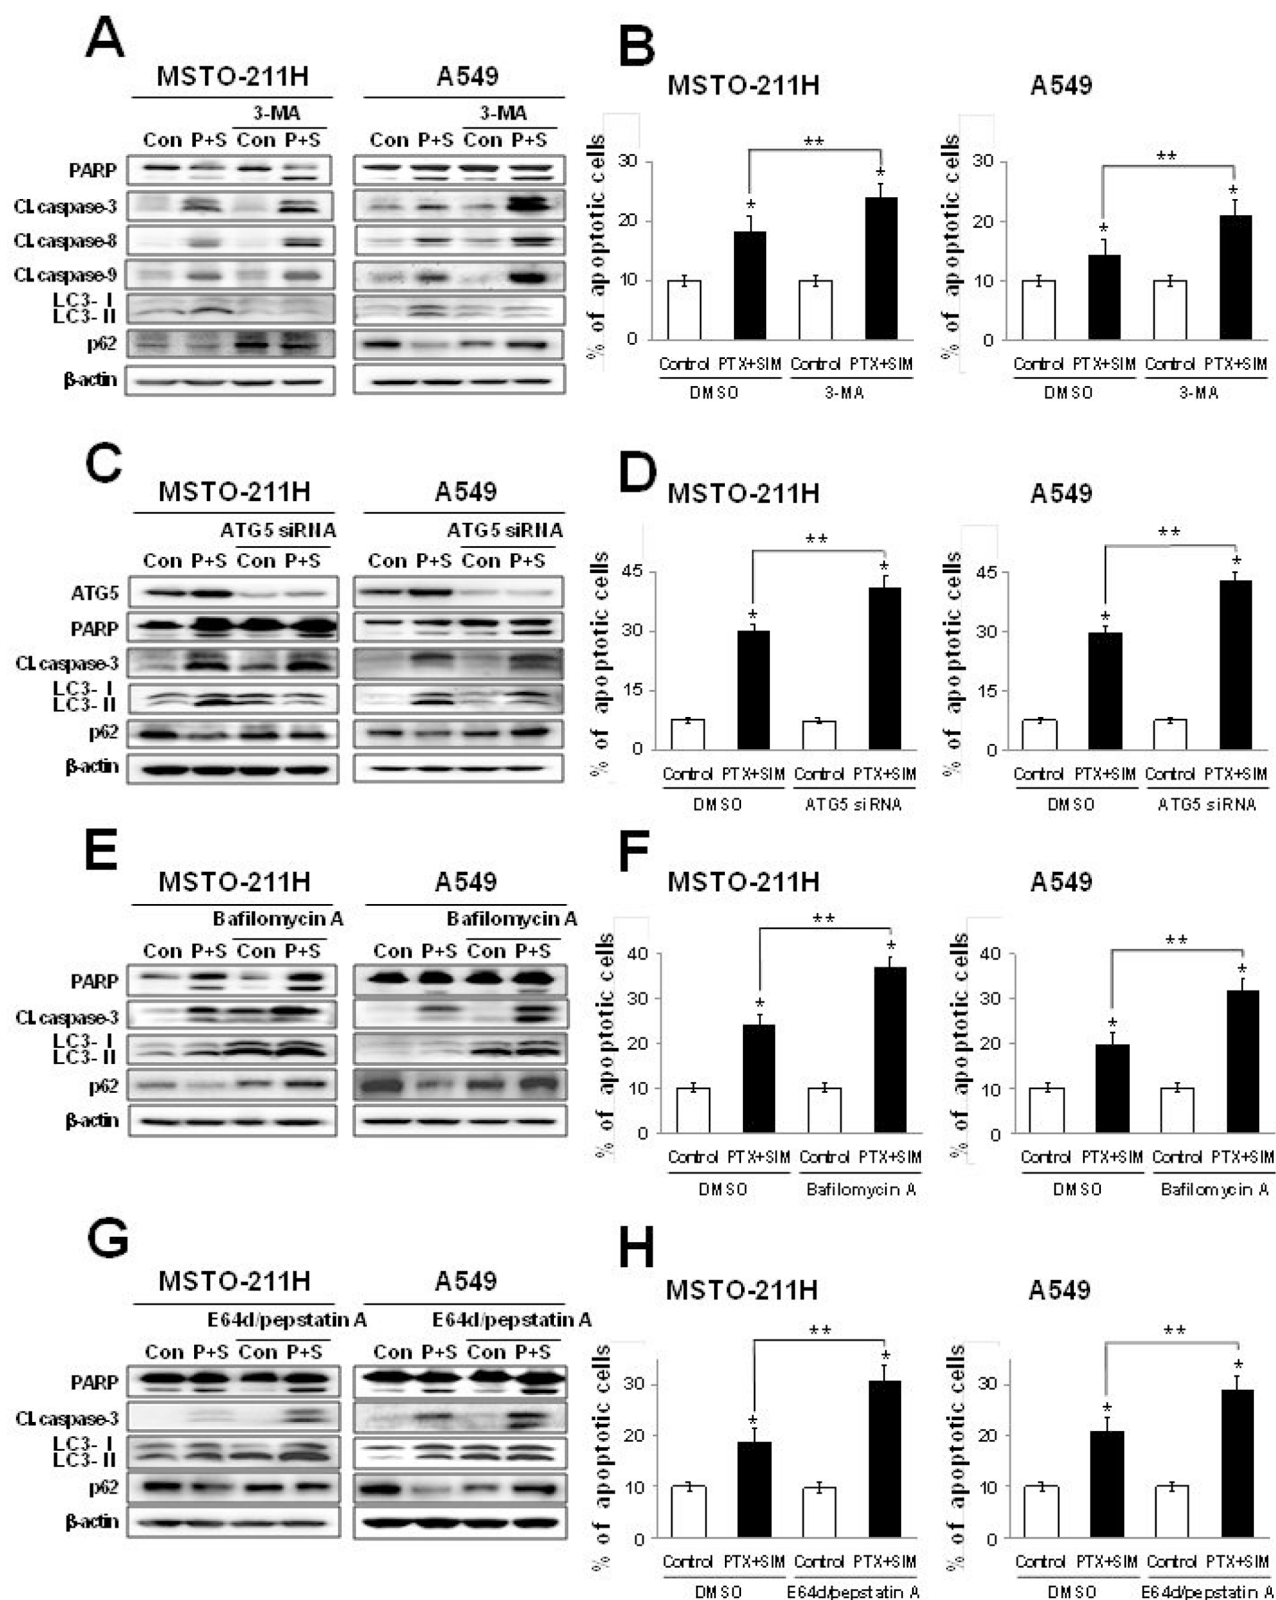 A
MSTO-211H A549
3-MA 3-MA
Con P+S Con P+S Con P+S Con P+S
PARP
CL caspase-3
CL caspase-8
CL caspase-9
LC3- I
LC3- II
p62
β-actin
B
MSTO-211H A549
% of apoptotic cells
30
20
10
0
** * *
Control PTX+SIM Control PTX+SIM
DMSO 3-MA
% of apoptotic cells
30
20
10
0
** * *
Control PTX+SIM Control PTX+SIM
DMSO 3-MA
C
MSTO-211H A549
ATG5 siRNA ATG5 siRNA
Con P+S Con P+S Con P+S Con P+S
ATG5
PARP
CL caspase-3
LC3- I
LC3- II
p62
β-actin
D
MSTO-211H A549
% of apoptotic cells
45
30
15
0
** * *
Control PTX+SIM Control PTX+SIM
DMSO ATG5 siRNA
% of apoptotic cells
45
30
15
0
** * *
Control PTX+SIM Control PTX+SIM
DMSO ATG5 siRNA
E
MSTO-211H A549
Bafilomycin A Bafilomycin A
Con P+S Con P+S Con P+S Con P+S
PARP
CL caspase-3
LC3- I
LC3- II
p62
β-actin
F
MSTO-211H A549
% of apoptotic cells
40
30
20
10
0
** * *
Control PTX+SIM Control PTX+SIM
DMSO Bafilomycin A
% of apoptotic cells
40
30
20
10
0
** * *
Control PTX+SIM Control PTX+SIM
DMSO Bafilomycin A
G
MSTO-211H A549
E64d/pepstatin A E64d/pepstatin A
Con P+S Con P+S Con P+S Con P+S
PARP
CL caspase-3
LC3- I
LC3- II
p62
β-actin
H
MSTO-211H A549
% of apoptotic cells
30
20
10
0
** * *
Control PTX+SIM Control PTX+SIM
DMSO E64d/pepstatin A
% of apoptotic cells
30
20
10
0
** * *
Control PTX+SIM Control PTX+SIM
DMSO E64d/pepstatin A